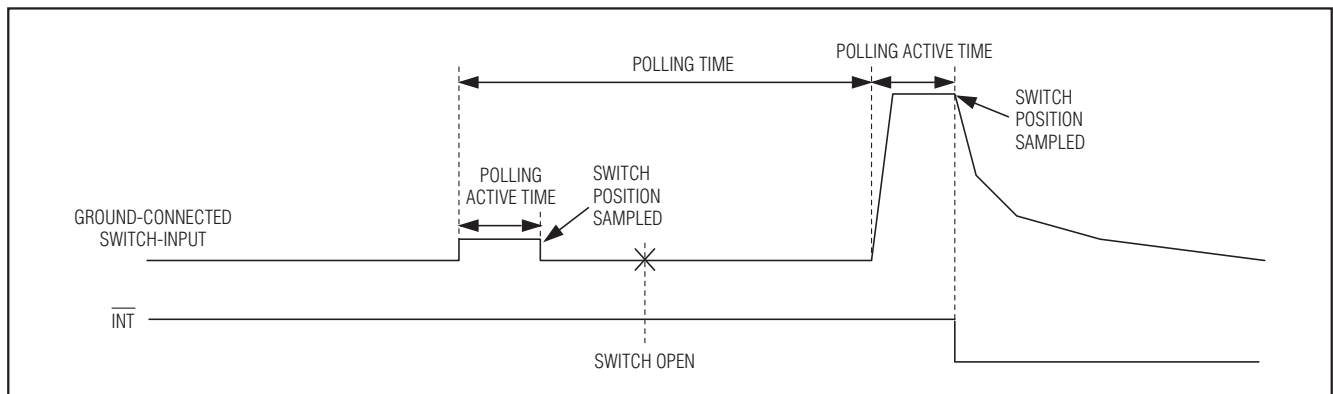 POLLING ACTIVE TIME
POLLING TIME
SWITCH
POSITION
SAMPLED
POLLING
ACTIVE TIME
SWITCH
POSITION
SAMPLED
GROUND-CONNECTED
SWITCH-INPUT
INT
SWITCH OPEN